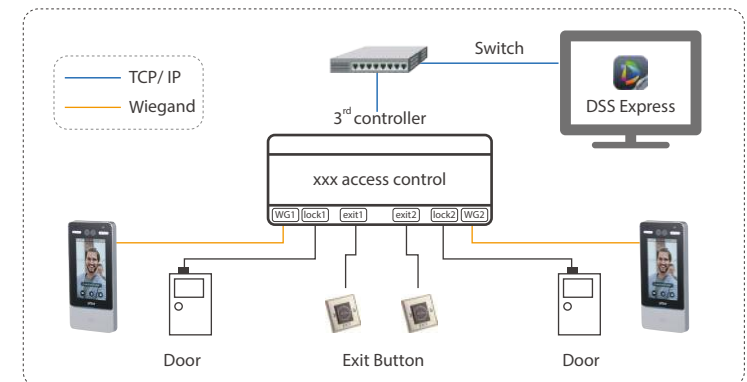 Switch
TCP/ IP
Wiegand
DSS Express
3rd controller
xxx access control
WG1 lock1 exit1 exit2 lock2 WG2
Door
Exit Button
Door